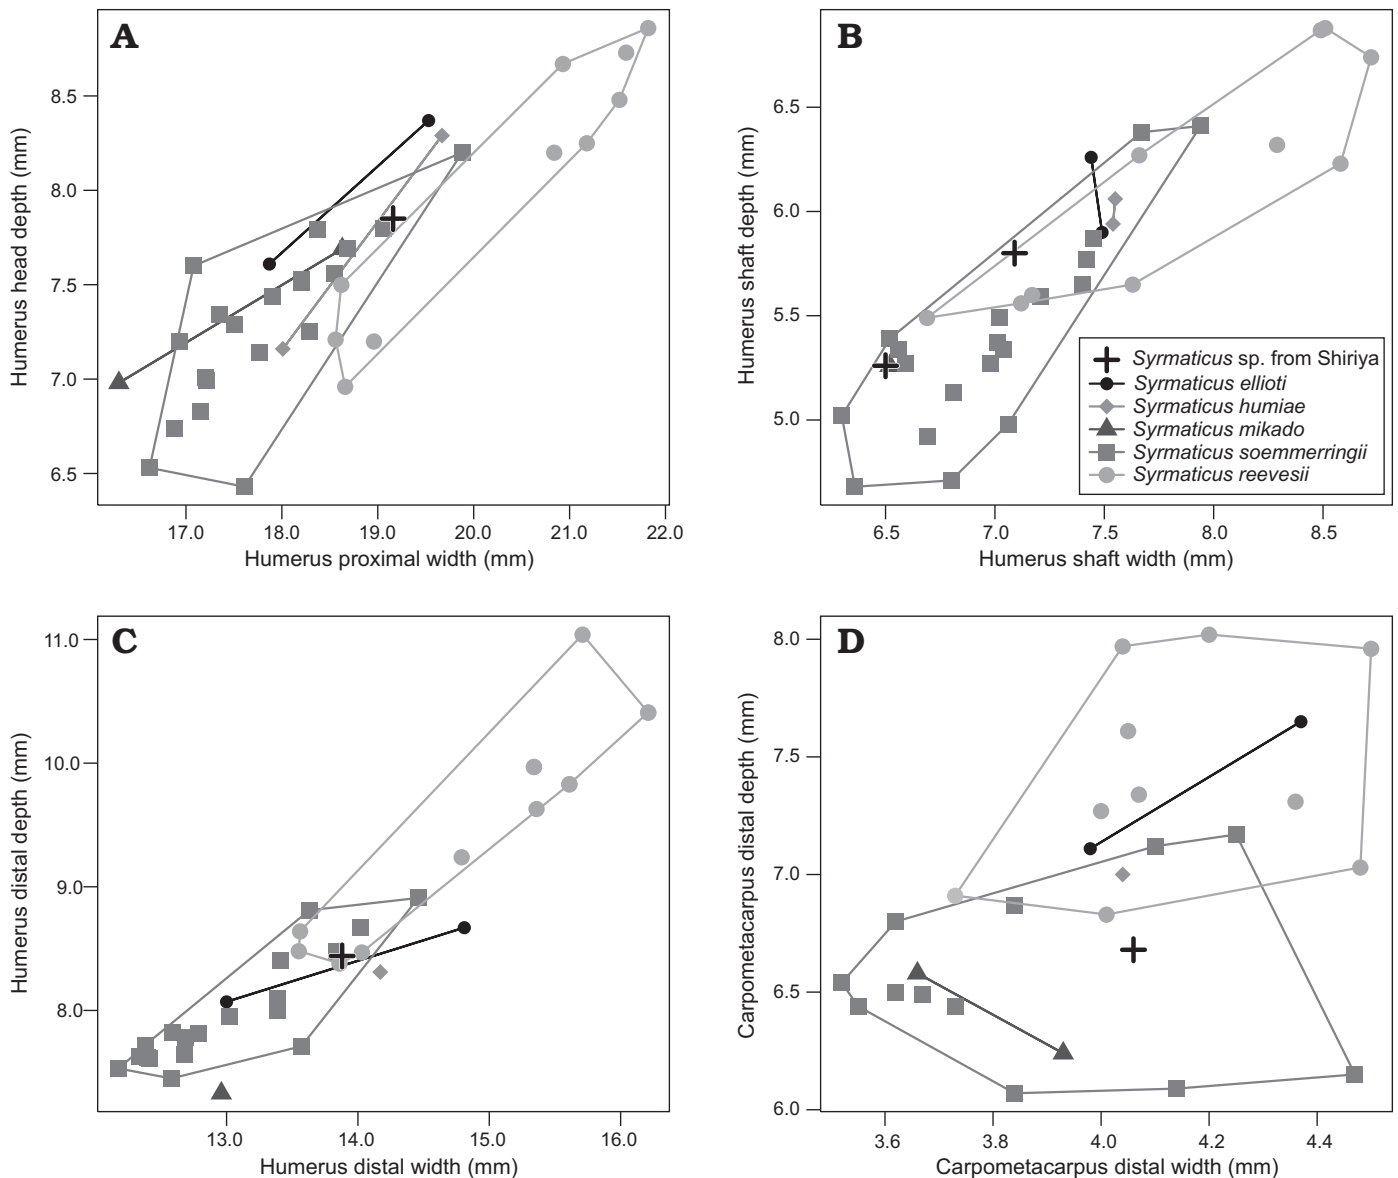 A
Humerus head depth (mm)
8.5
8.0
7.5
7.0
6.5
17.0 18.0 19.0 20.0 21.0 22.0
Humerus proximal width (mm)
B
Humerus shaft depth (mm)
6.5
6.0
5.5
5.0
6.5 7.0 7.5 8.0 8.5
Humerus shaft width (mm)
Syrmaticus sp. from Shiriya
Syrmaticus ellioti
Syrmaticus humiae
Syrmaticus mikado
Syrmaticus soemmerringii
Syrmaticus reevesii
C
Humerus distal depth (mm)
11.0
10.0
9.0
8.0
13.0 14.0 15.0 16.0
Humerus distal width (mm)
D
Carpometacarpus distal depth (mm)
8.0
7.5
7.0
6.5
6.0
3.6 3.8 4.0 4.2 4.4
Carpometacarpus distal width (mm)